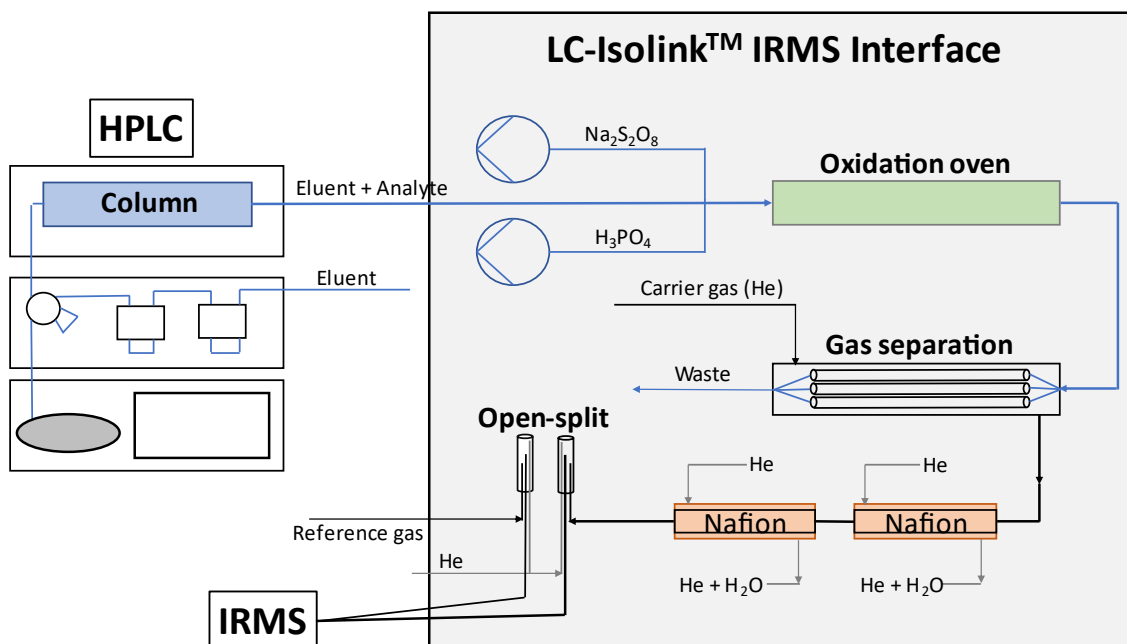 LC-Isolink™ IRMS Interface
HPLC
Na₂S₂O₈
Oxidation oven
Eluent + Analyte
Column
H₃PO₄
Eluent
Carrier gas (He)
Gas separation
Waste
Open-split
He
He
Nafion
Nafion
Reference gas
He
He + H₂O
He + H₂O
IRMS